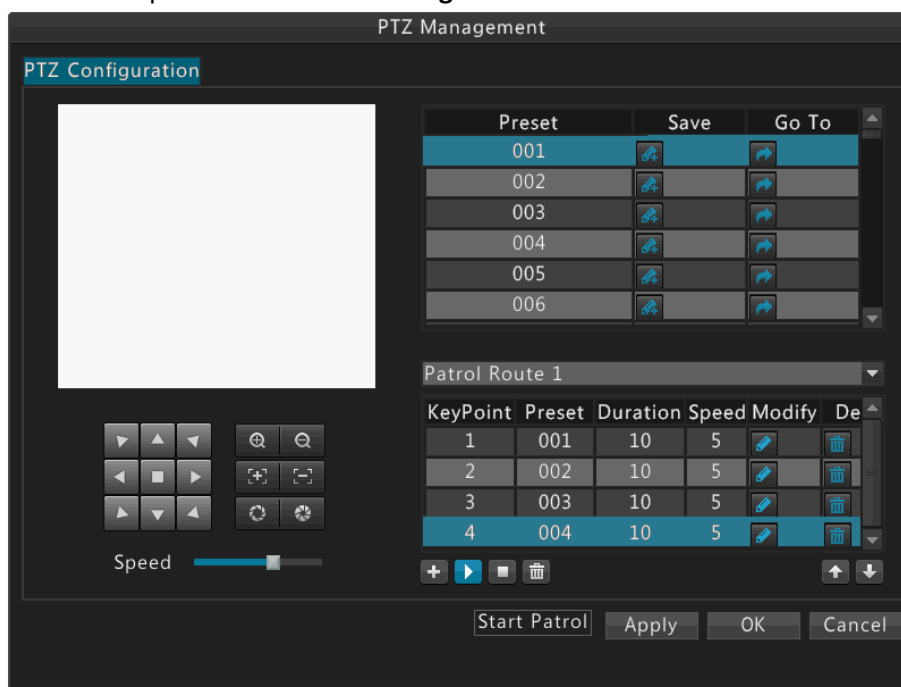 PTZ Management
PTZ Configuration
Preset Save Go To
001
002
003
004
005
006
Patrol Route 1
KeyPoint Preset Duration Speed Modify De
1 001 10 5
2 002 10 5
3 003 10 5
4 004 10 5
Speed
Start Patrol Apply OK Cancel